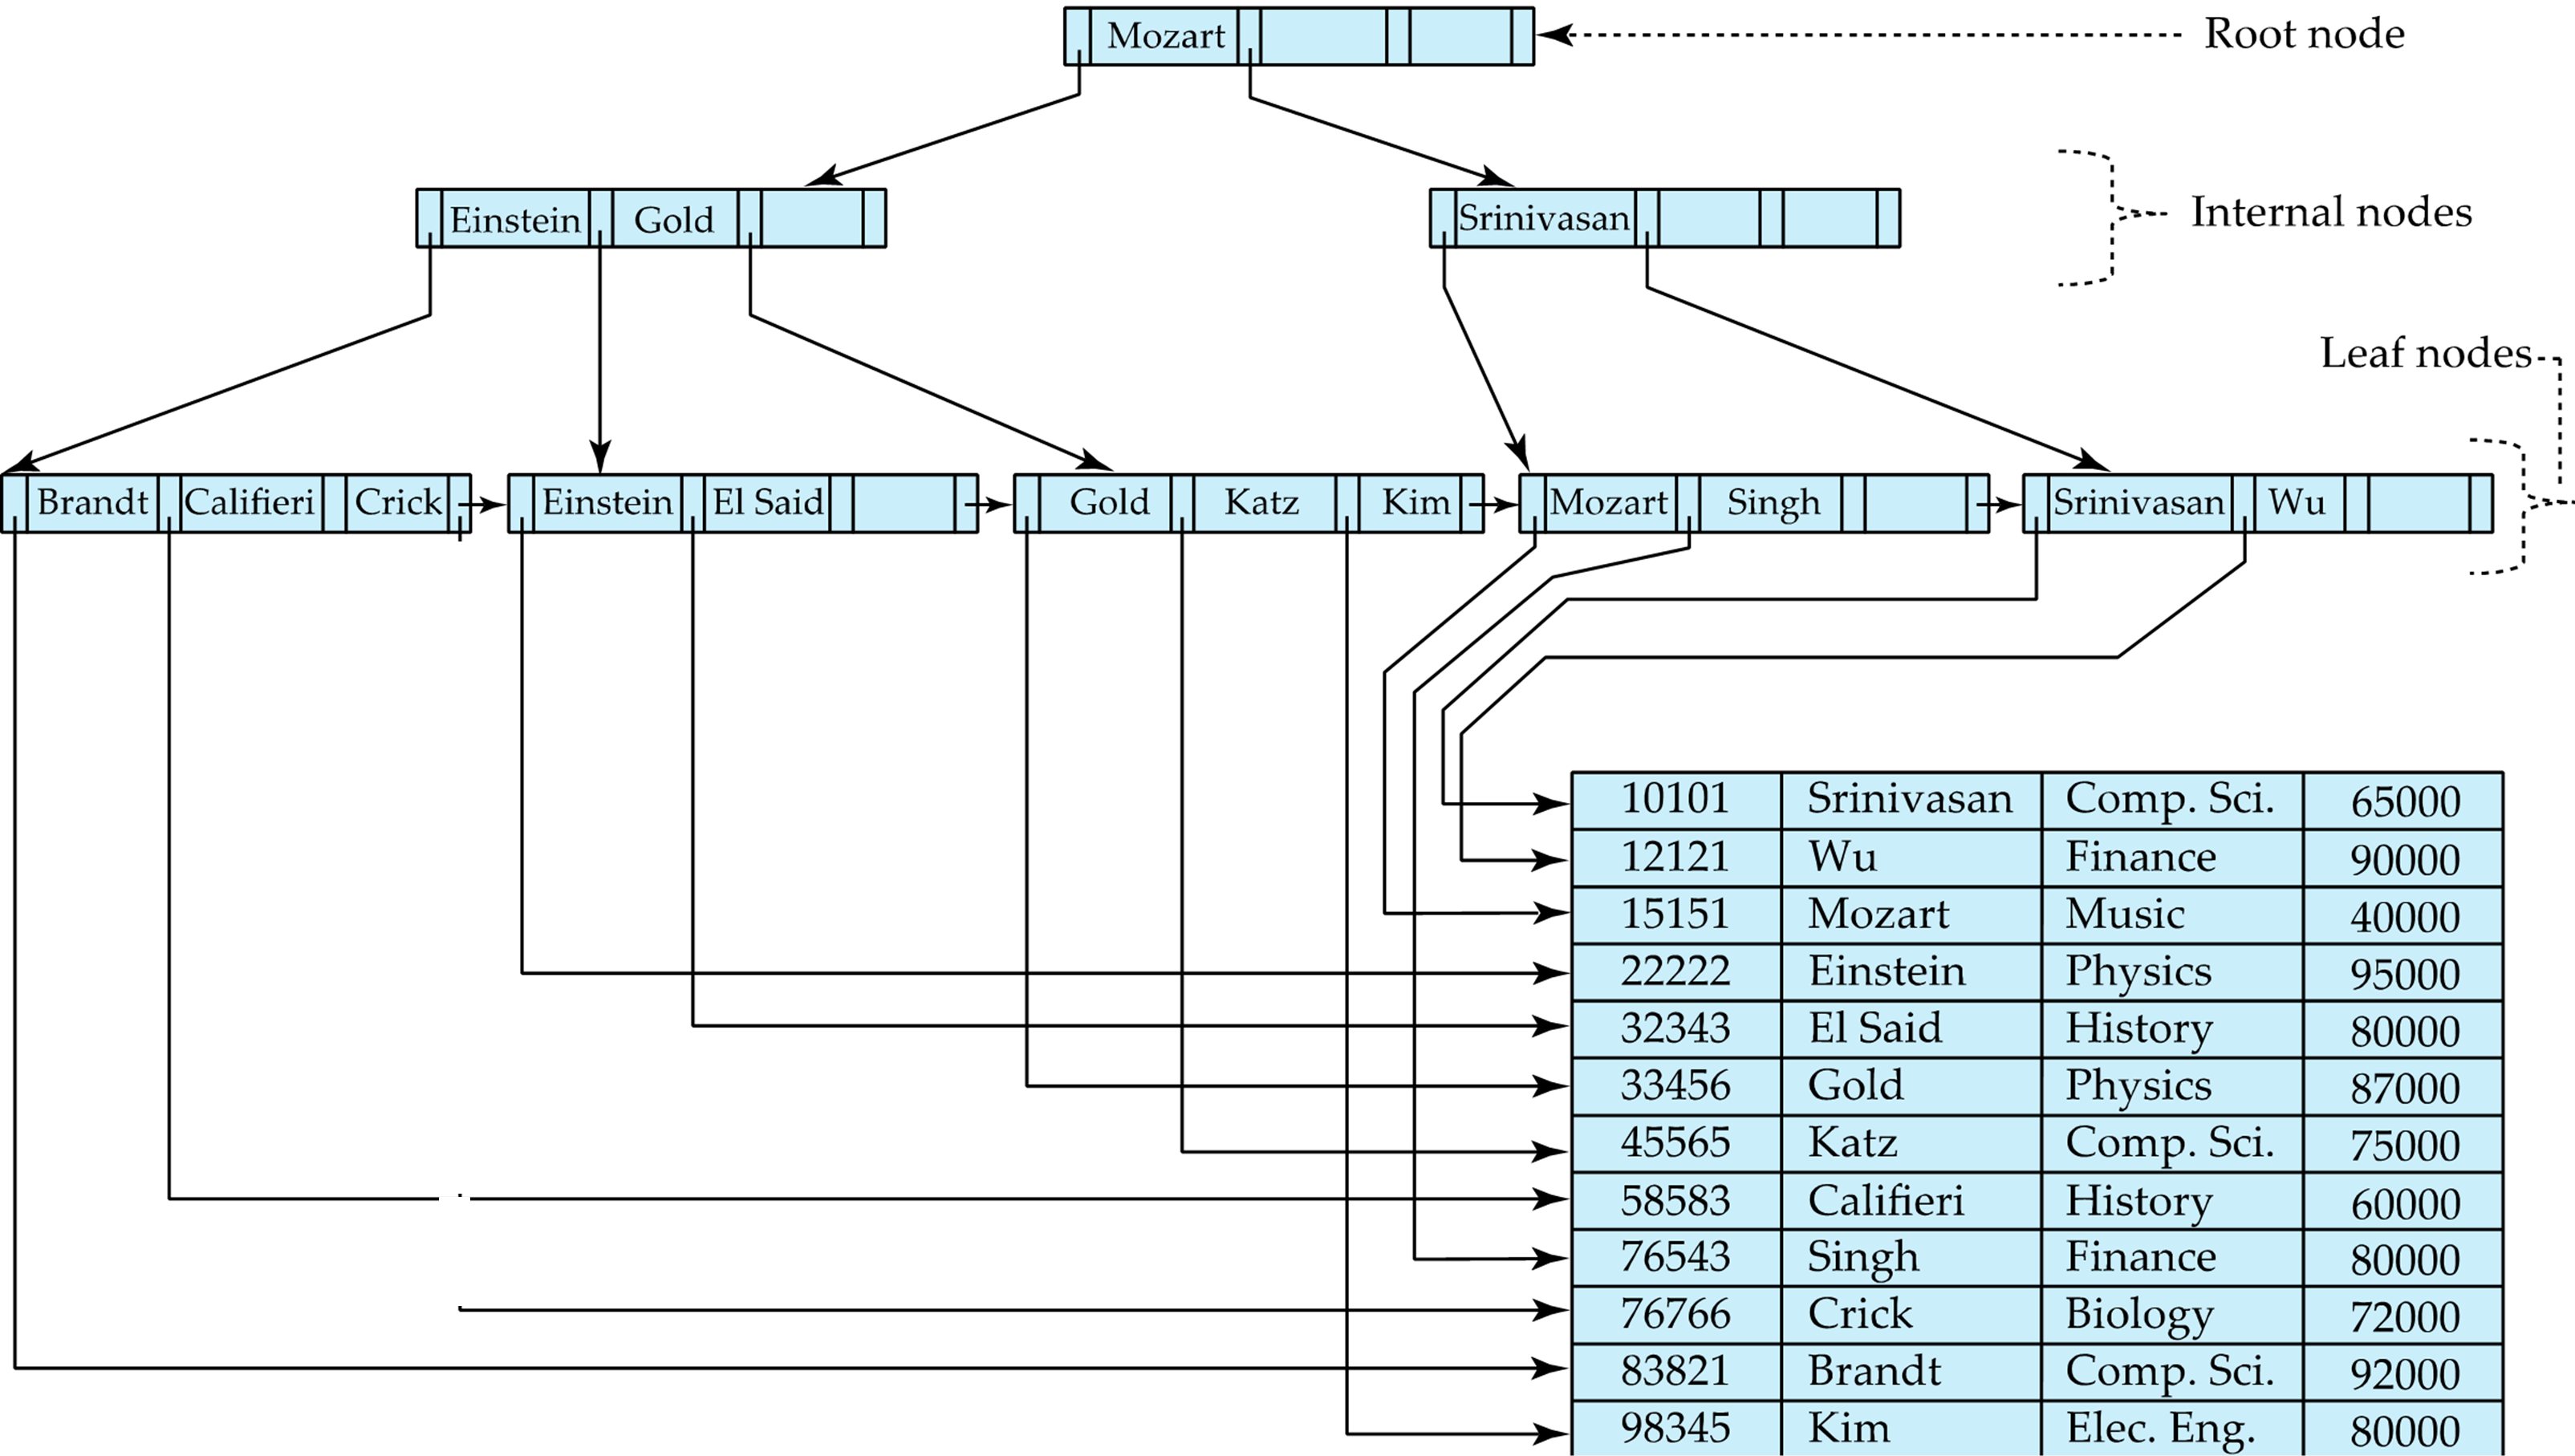 Mozart
Root node
Einstein Gold
Srinivasan
Internal nodes
Leaf nodes
Brandt Califieri Crick Einstein El Said Gold Katz Kim Mozart Singh Srinivasan Wu
10101 Srinivasan Comp. Sci. 65000
12121 Wu Finance 90000
15151 Mozart Music 40000
22222 Einstein Physics 95000
32343 El Said History 80000
33456 Gold Physics 87000
45565 Katz Comp. Sci. 75000
58583 Califieri History 60000
76543 Singh Finance 80000
76766 Crick Biology 72000
83821 Brandt Comp. Sci. 92000
98345 Kim Elec. Eng. 80000